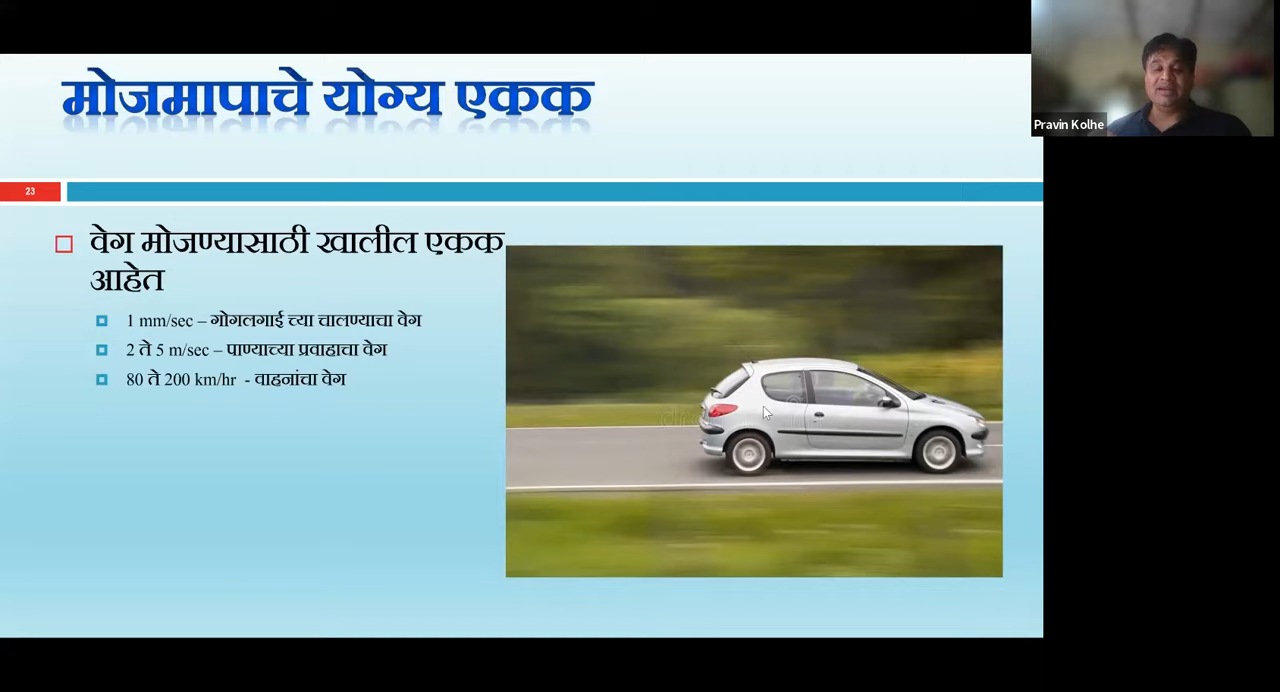 मोजमापाचे योग्य एकक
Pravin Kolhe
23
वेग मोजण्यासाठी खालील एकक
आहेत
1 mm/sec – गोगलगाई च्या चालण्याचा वेग
2 ते 5 m/sec – पाण्याच्या प्रवाहाचा वेग
80 ते 200 km/hr - वाहनांचा वेग